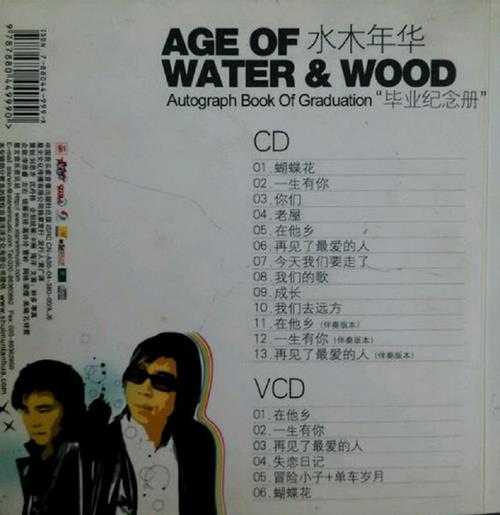 AGE OF 水木年华
WATER & WOOD
Autograph Book Of Graduation “毕业纪念册”
CD
01. 蝴蝶花
02. 一生有你
03. 你们
04. 老屋
05. 在他乡
06. 再见了最爱的人
07. 今天我们要走了
08. 我们的歌
09. 成长
10. 我们去远方
11. 在他乡 (伴奏版本)
12. 一生有你 (伴奏版本)
13. 再见了最爱的人 (伴奏版本)
VCD
01. 在他乡
02. 一生有你
03. 再见了最爱的人
04. 失恋日记
05. 冒险小子+单车岁月
06. 蝴蝶花
9787880449990